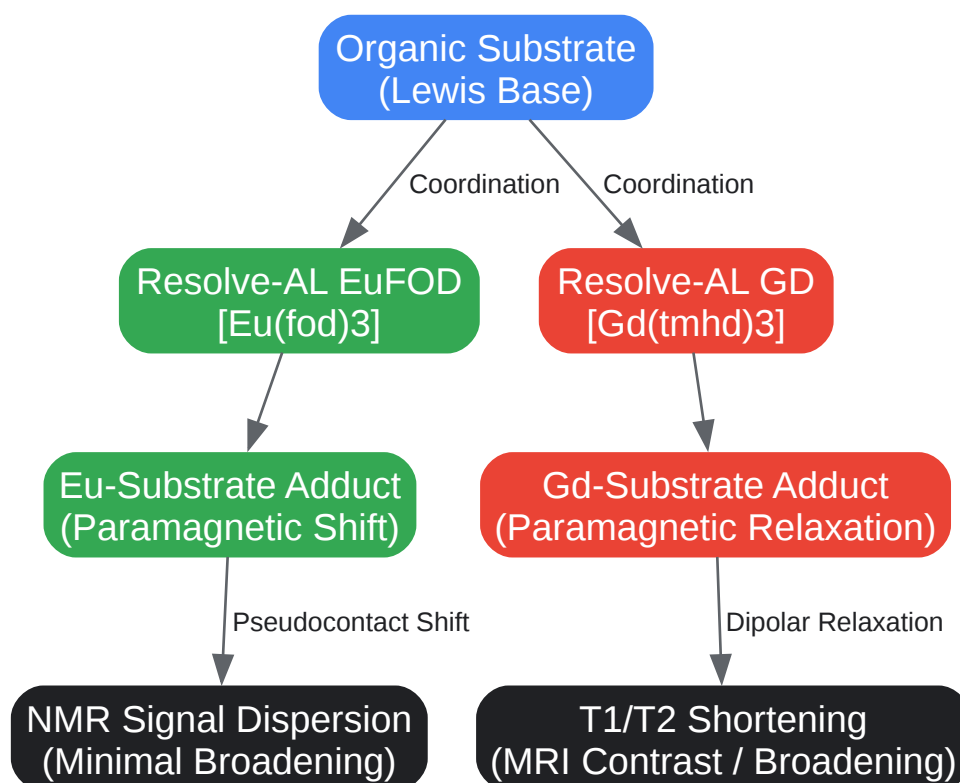 Organic Substrate
(Lewis Base)
Coordination
Coordination
Resolve-AL EuFOD
[Eu(fod)3]
Resolve-AL GD
[Gd(tmhd)3]
Eu-Substrate Adduct
(Paramagnetic Shift)
Gd-Substrate Adduct
(Paramagnetic Relaxation)
Pseudocontact Shift
Dipolar Relaxation
NMR Signal Dispersion
(Minimal Broadening)
T1/T2 Shortening
(MRI Contrast / Broadening)